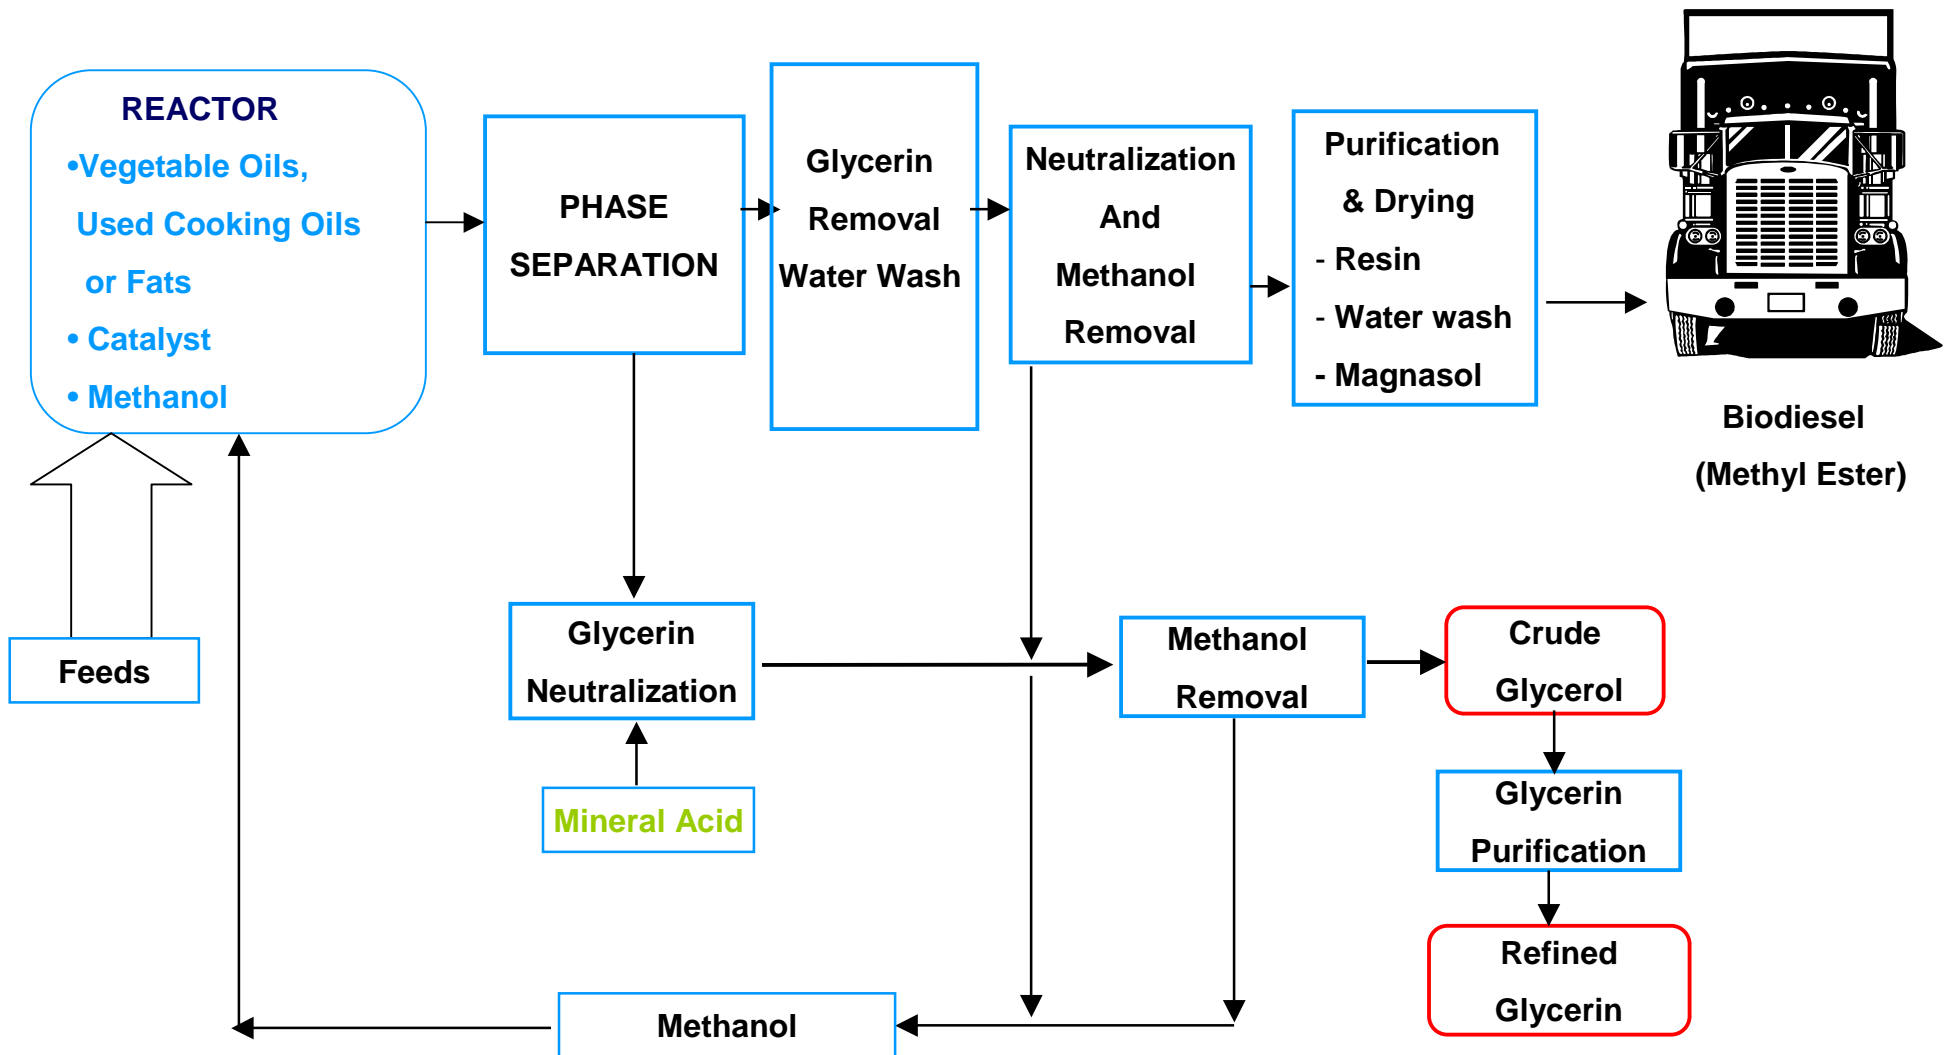 REACTOR
•Vegetable Oils,
Used Cooking Oils
or Fats
• Catalyst
• Methanol
PHASE
SEPARATION
Glycerin
Removal
Water Wash
Neutralization
And
Methanol
Removal
Purification
& Drying
- Resin
- Water wash
- Magnasol
Biodiesel
(Methyl Ester)
Feeds
Glycerin
Neutralization
Mineral Acid
Methanol
Removal
Crude
Glycerol
Glycerin
Purification
Refined
Glycerin
Methanol